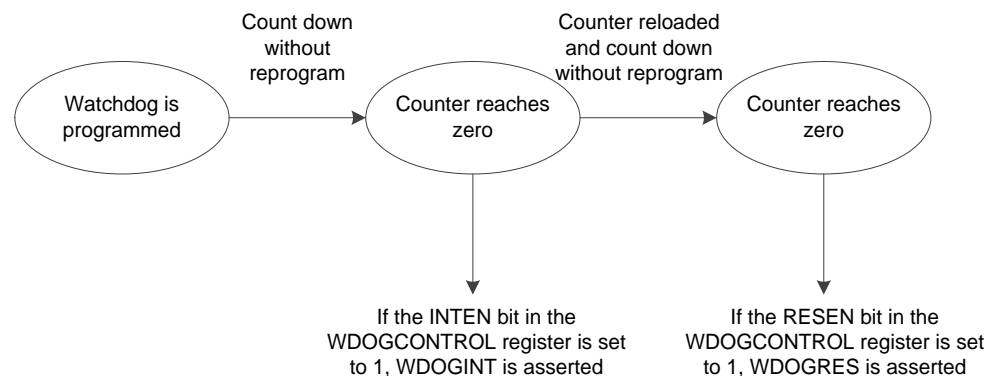 Count down
without
reprogram
Counter reloaded
and count down
without reprogram
Watchdog is
programmed
Counter reaches
zero
Counter reaches
zero
If the INTEN bit in the
WDOGCONTROL register is set
to 1, WDOGINT is asserted
If the RESEN bit in the
WDOGCONTROL register is set
to 1, WDOGRES is asserted